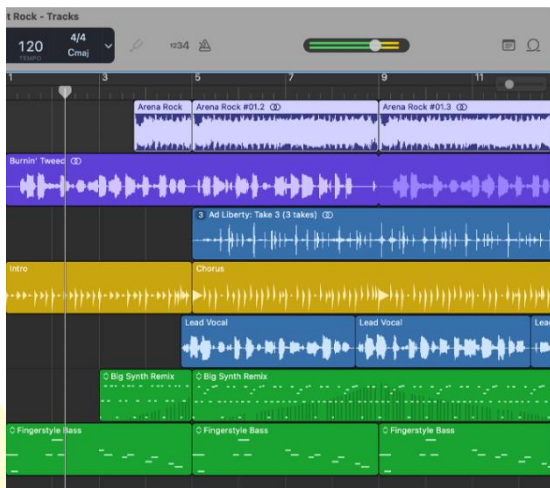 t Rock - Tracks
120
TEMPO
4/4
Cmaj
1234
1 3 5 7 9 11
Arena Rock
Arena Rock #01.2
Arena Rock #01.3
Burnin' Tweed
3 Ad Liberty: Take 3 (3 takes)
Intro
Chorus
Lead Vocal
Lead Vocal
Lea
Big Synth Remix
Big Synth Remix
Fingerstyle Bass
Fingerstyle Bass
Fingerstyle Bass